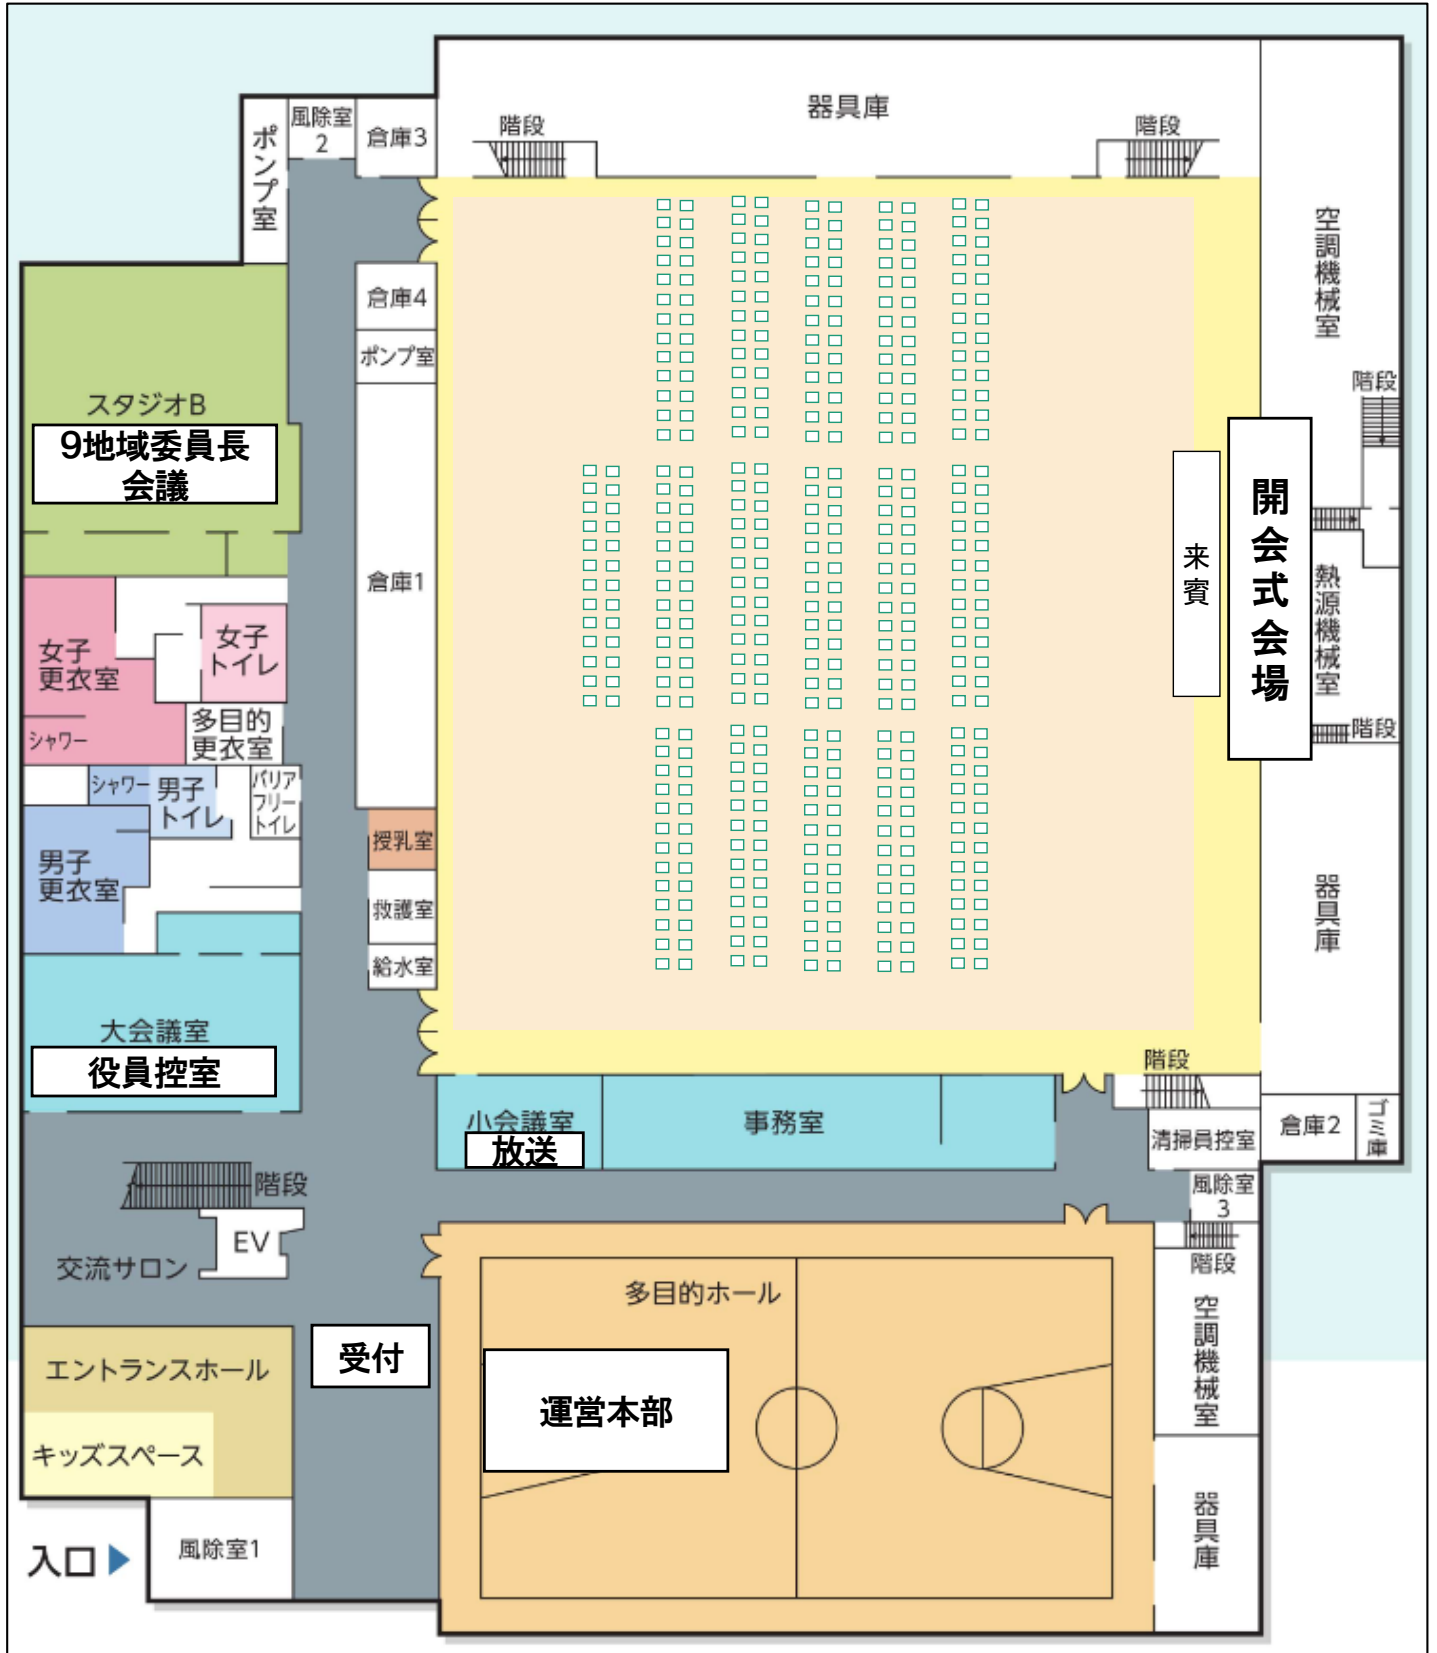 器具庫
風除室
2
倉庫3
階段
階段
ポンプ室
空調機械室
倉庫4
ポンプ室
階段
スタジオB
9地域委員長
会議
開会式会場
来賓
倉庫1
熱源機械室
女子
更衣室
女子
トイレ
シャワー
多目的
更衣室
階段
シャワー
男子
トイレ
バリア
フリー
トイレ
授乳室
男子
更衣室
救護室
器具庫
給水室
大会議室
役員控室
階段
小会議室
放送
事務室
清掃員控室
倉庫2
ゴミ庫
階段
風除室
3
EV
交流サロン
階段
多目的ホール
空調機械室
受付
エントランスホール
運営本部
キッズスペース
器具庫
入口
風除室1